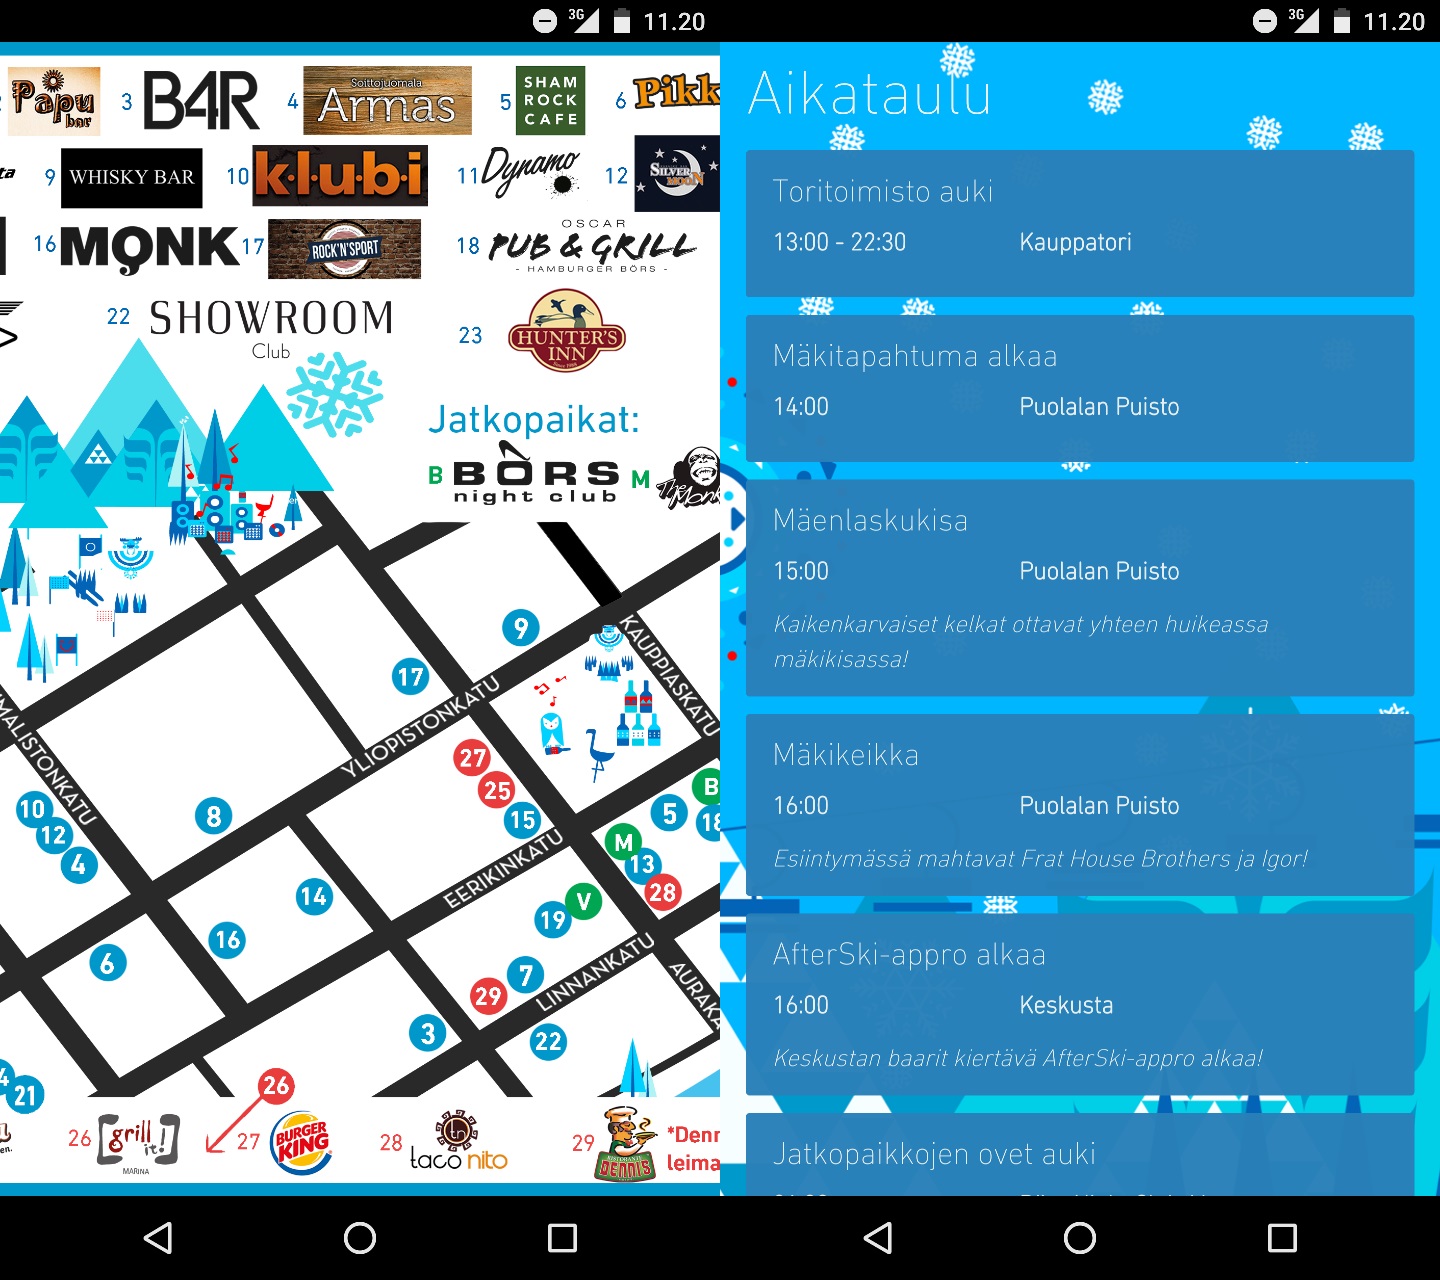 3G 11.20
Papu bar
3 B4R
4 Soittojuomala Armas
5 SHAM ROCK CAFE
6 Pikk
ta
9 WHISKY BAR
10 klubi
11 Dynamo
12 SILVER MOON
16 MONK
17 ROCK'N'SPORT
18 OSCAR PUB & GRILL
- HAMBURGER BÖRS -
22 SHOWROOM
Club
23 HUNTER'S INN
Jatkopaikat:
B BÖRS
night club
M The Monk
9
17
KAUPPIASKATU
YLIOPISTONKATU
MALISTONKATU
27
25
15
B
5
18
10
12
4
8
M
13
28
EERIKINKATU
14
V
19
16
6
7
29
LINNANKATU
AURAKA
3
22
4
21
26
26 grill it!
MARINA
27 BURGER KING
28 taco nito
29 RISTORANTE DENNIS
*Denn
leima
3G 11.20
Aikataulu
Toritoimisto auki
13:00 - 22:30 Kauppatori
Mäkitapahtuma alkaa
14:00 Puolalan Puisto
Mäenlaskukisa
15:00 Puolalan Puisto
Kaikenkarvaiset kelkat ottavat yhteen huikeassa
mäkikisassa!
Mäkikeikka
16:00 Puolalan Puisto
Esiintymässä mahtavat Frat House Brothers ja Igor!
AfterSki-appro alkaa
16:00 Keskusta
Keskustan baarit kiertävä AfterSki-appro alkaa!
Jatkopaikkojen ovet auki